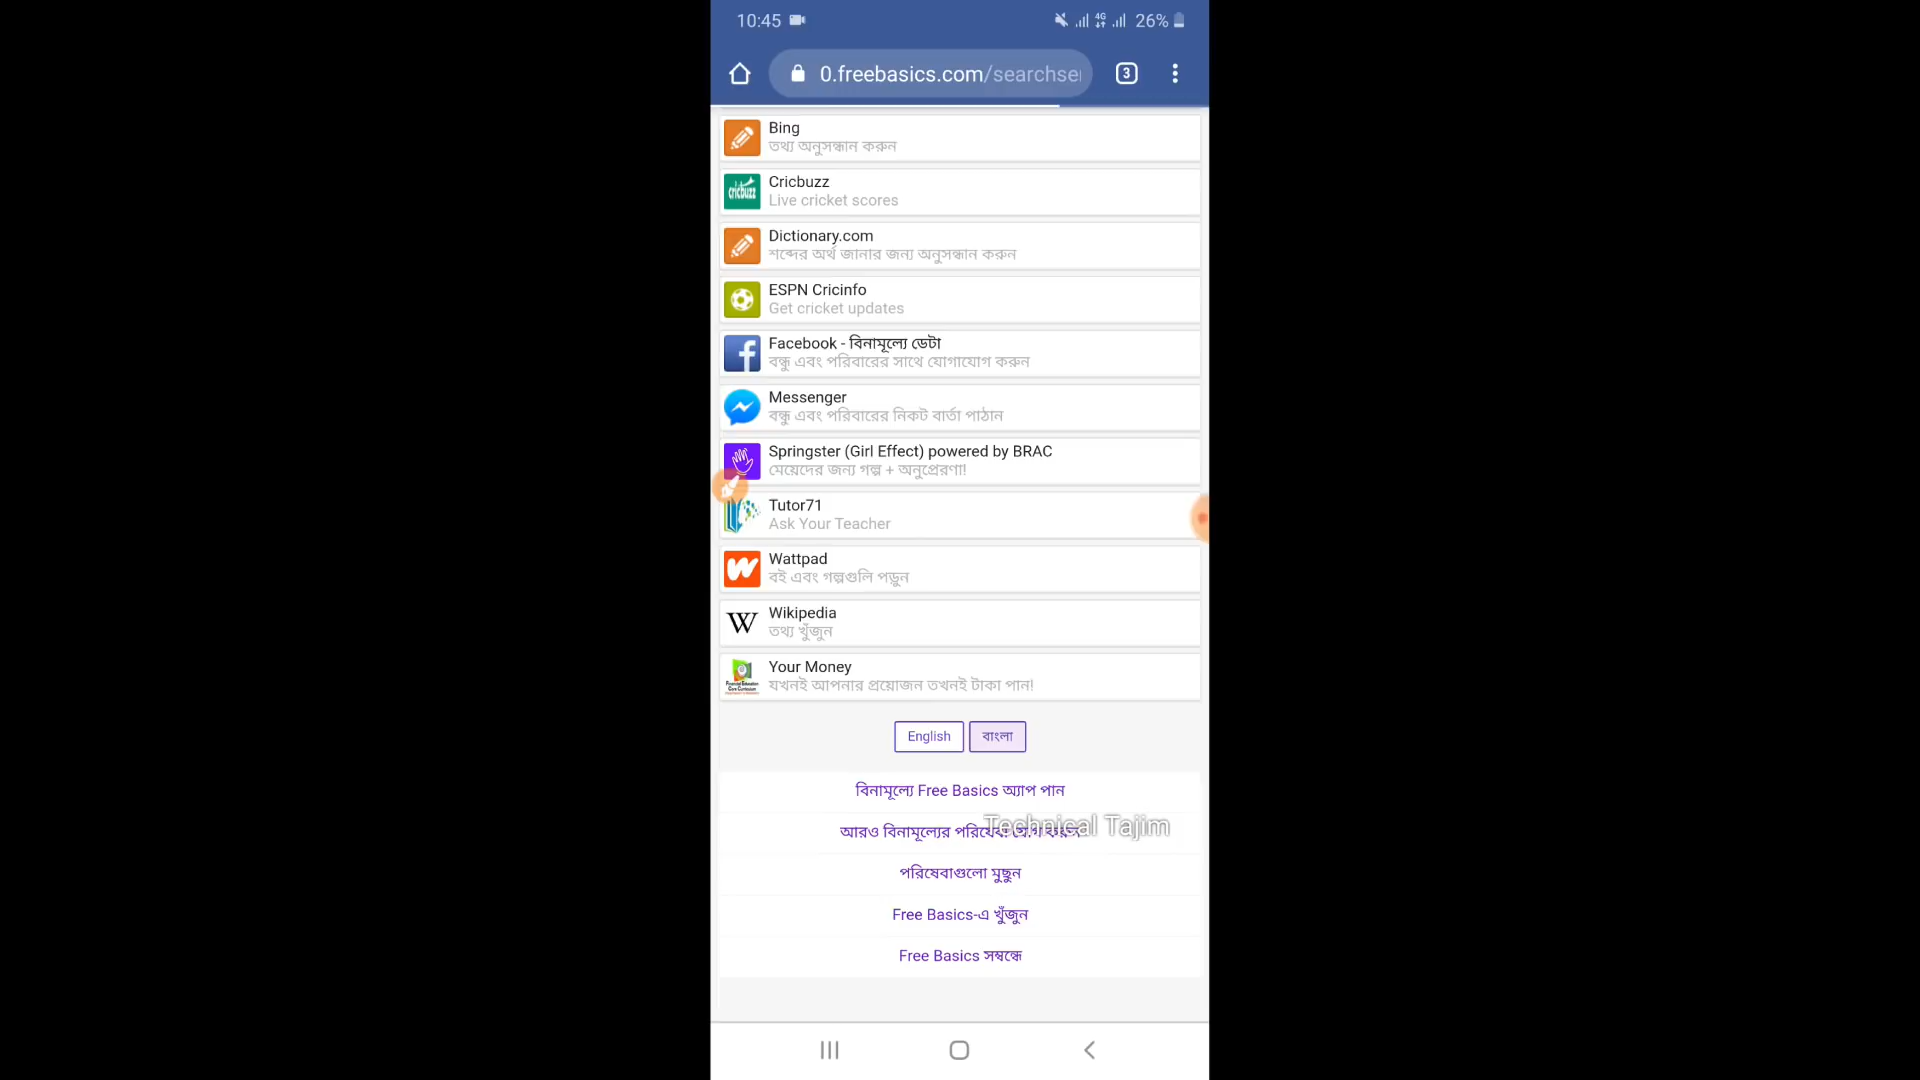 10:45
4G
26%
0.freebasics.com/searchse
3
Bing
তথ্য অনুসন্ধান করুন
cricbuzz
Cricbuzz
Live cricket scores
Dictionary.com
শব্দের অর্থ জানার জন্য অনুসন্ধান করুন
ESPN Cricinfo
Get cricket updates
Facebook - বিনামূল্যে ডেটা
বন্ধু এবং পরিবারের সাথে যোগাযোগ করুন
Messenger
বন্ধু এবং পরিবারের নিকট বার্তা পাঠান
Springster (Girl Effect) powered by BRAC
মেয়েদের জন্য গল্প + অনুপ্রেরণা!
Tutor71
Ask Your Teacher
Wattpad
বই এবং গল্পগুলি পড়ুন
Wikipedia
তথ্য খুঁজুন
Your Money
যখনই আপনার প্রয়োজন তখনই টাকা পান!
English
বাংলা
বিনামূল্যে Free Basics অ্যাপ পান
Technical Tajim
আরও বিনামূল্যের
পরিষেবাগুলো মুছুন
Free Basics-এ খুঁজুন
Free Basics সম্বন্ধে